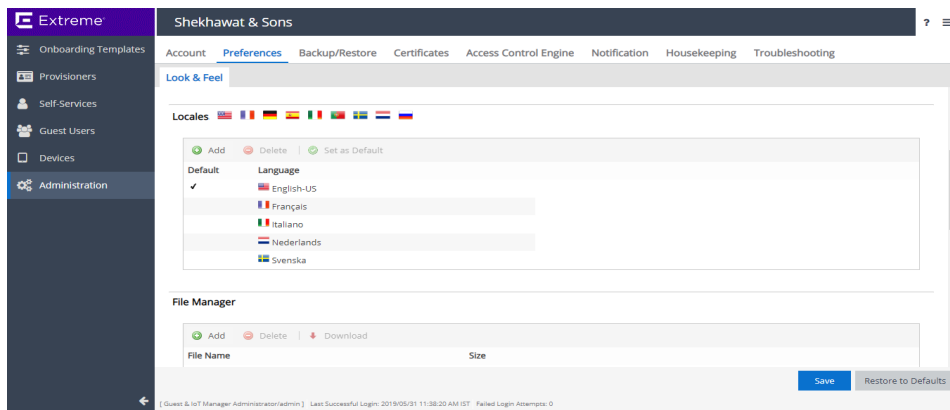 Extreme
Shekhawat & Sons
?
Onboarding Templates
Provisioners
Self-Services
Guest Users
Devices
Administration
Account Preferences Backup/Restore Certificates Access Control Engine Notification Housekeeping Troubleshooting
Look & Feel
Locales
Add Delete Set as Default
Default Language
English-US
Français
Italiano
Nederlands
Svenska
File Manager
Add Delete Download
File Name Size
Save Restore to Defaults
[ Guest & IoT Manager Administrator/admin ] Last Successful Login: 2019/05/31 11:38:20 AM IST Failed Login Attempts: 0